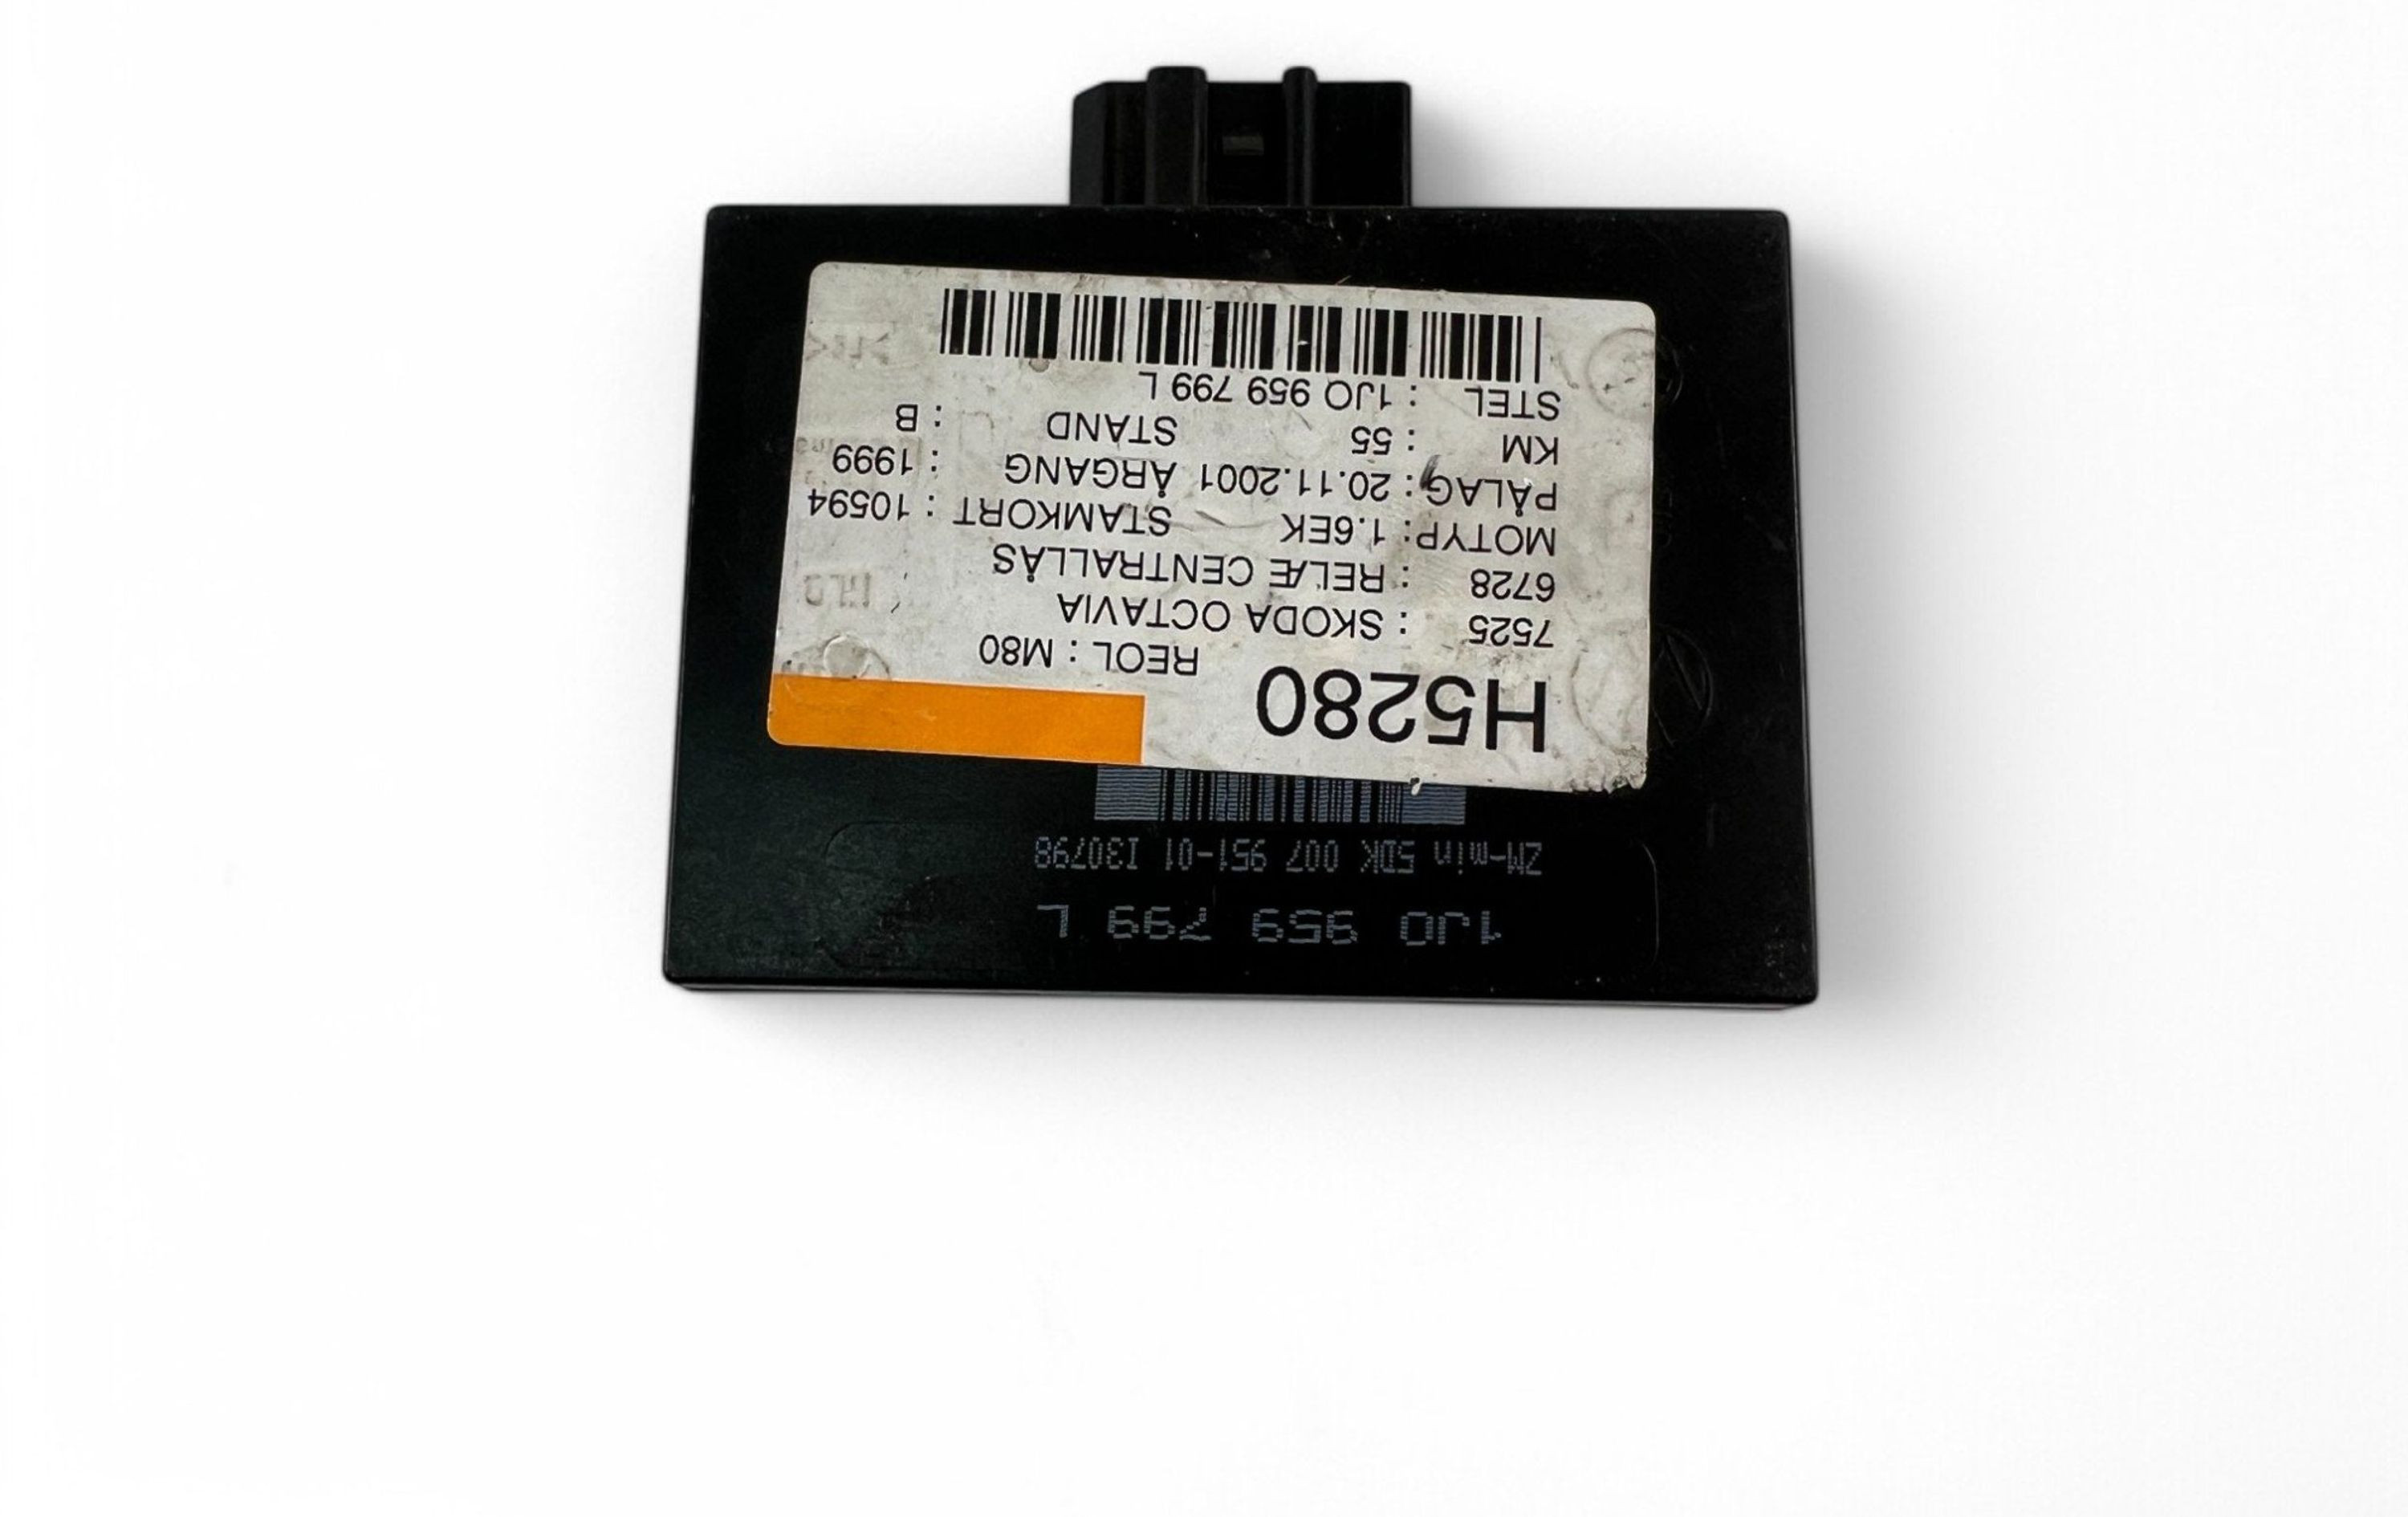 1J0 959 799 L
ZM-min 5DK 007 951-01 I30798
H5280
REOL : M80
7525 : SKODA OCTAVIA
6728 : RELÆ CENTRALLÅS
MOTYP: 1.6EK STAMKORT : 10594
PÅLAG : 20.11.2001 ÅRGANG : 1999
KM : 55 STAND : B
STEL : 1JO 959 799 L